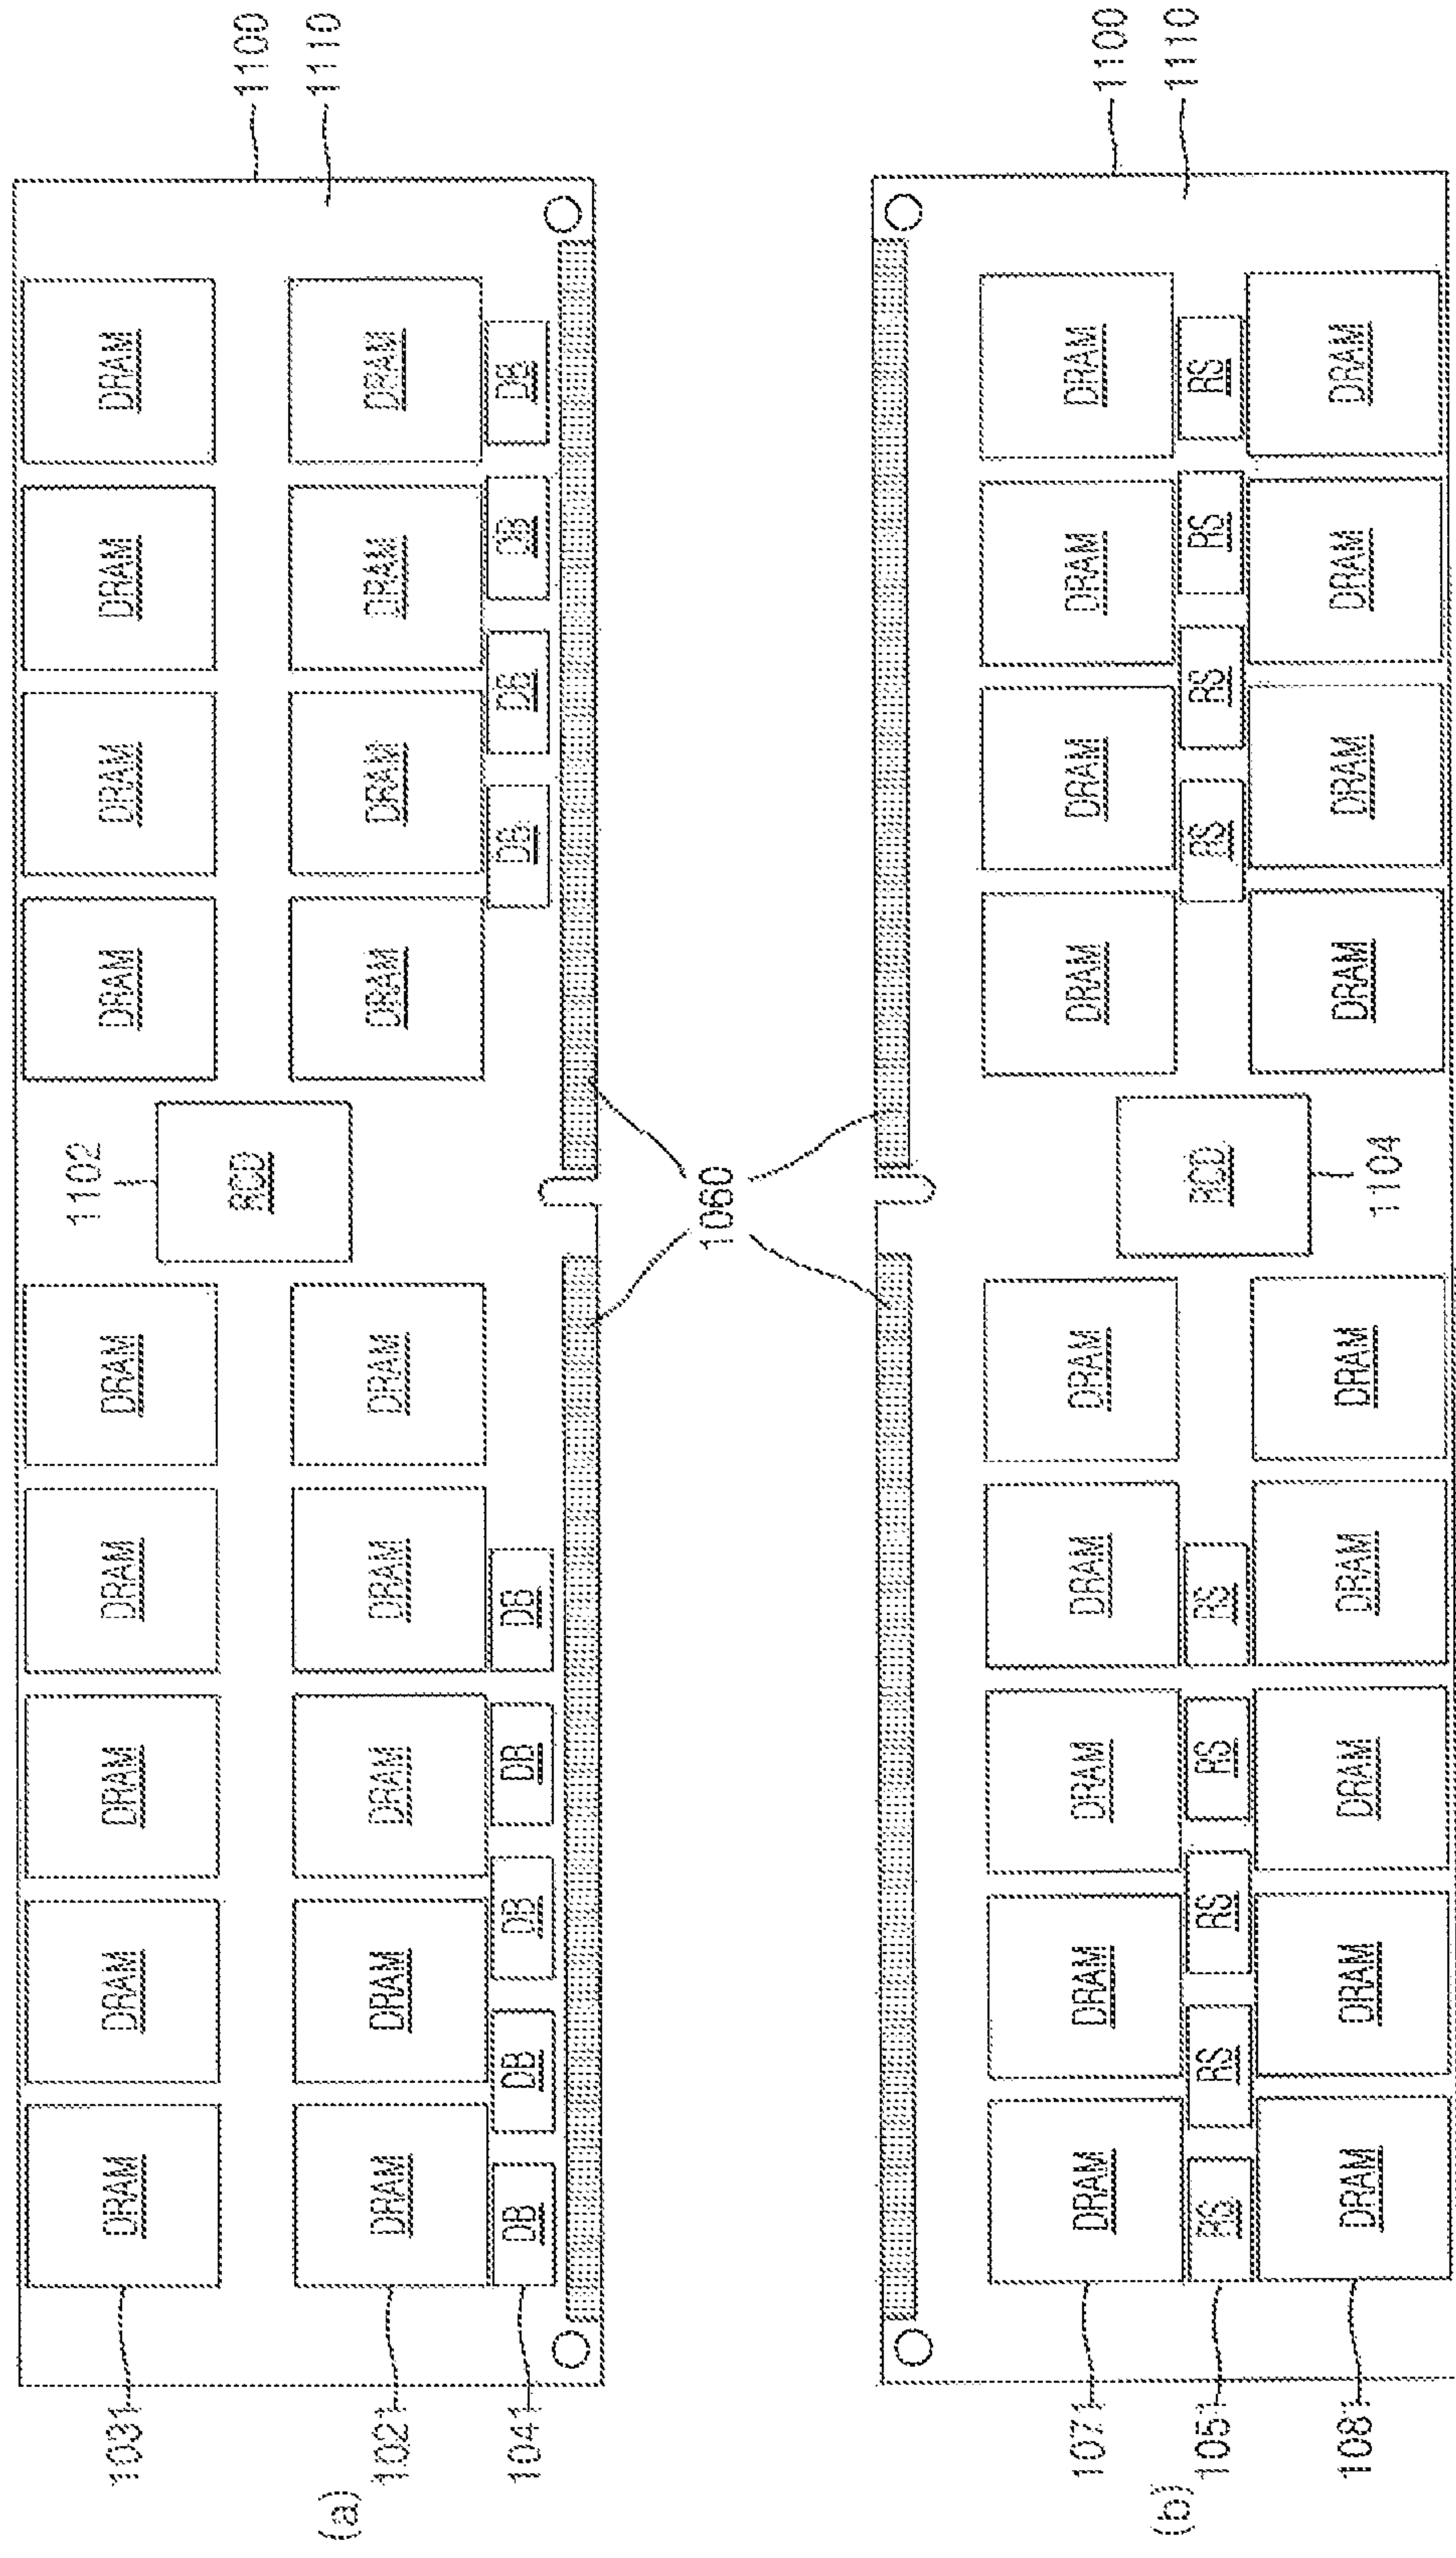 1102
1031 DRAM DRAM DRAM DRAM DRAM DRAM DRAM DRAM DRAM
RCD 1100
1110
(a)
1021 DRAM DRAM DRAM DRAM DRAM DRAM DRAM DRAM DRAM
1041 DB DB DB DB DB DB DB DB DB
1060
1071 DRAM DRAM DRAM DRAM DRAM DRAM DRAM DRAM DRAM
1100
(b)
1110
1051 RS RS RS RS RS RCD RS RS RS RS
1081 DRAM DRAM DRAM DRAM DRAM DRAM DRAM DRAM DRAM
1104